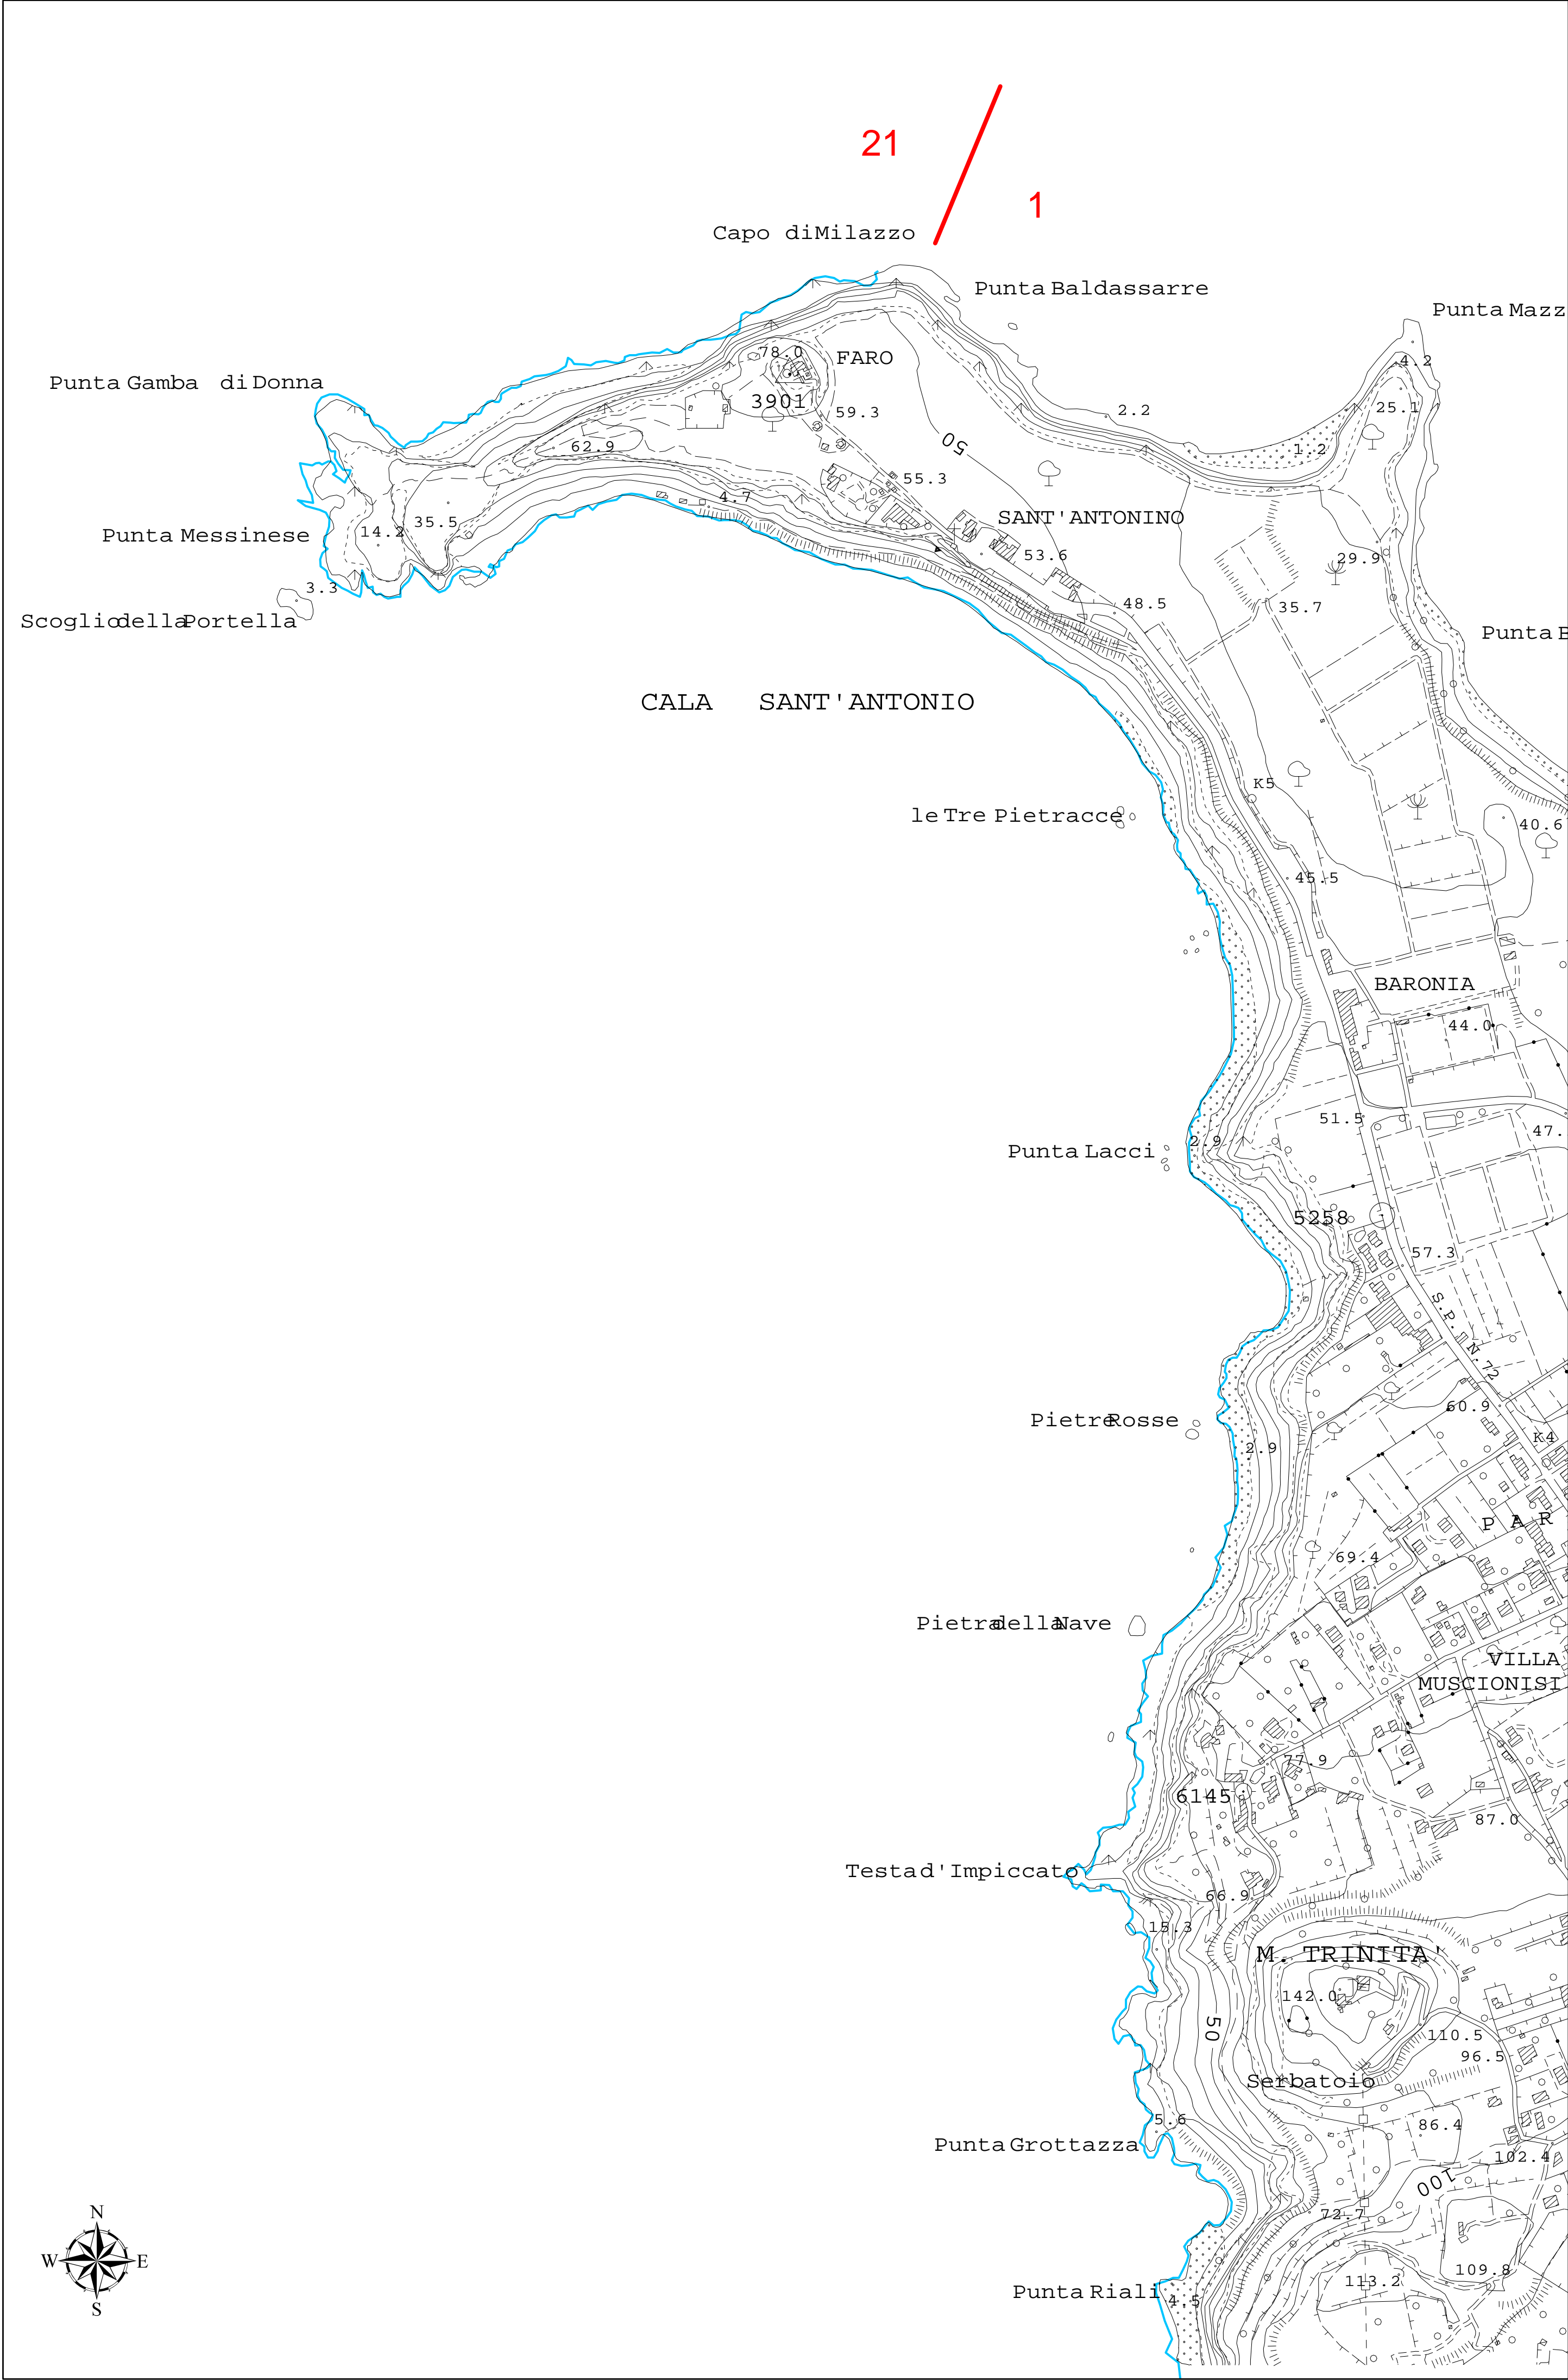 21
1
Capo di Milazzo
Punta Baldassarre
Punta Mazz
78.0
FARO
4.2
Punta Gamba di Donna
3901
59.3
2.2
25.1
50
62.9
1.2
55.3
4.7
35.5
SANT'ANTONINO
Punta Messinese
14.2
53.6
29.9
3.3
48.5
35.7
Scoglio della Portella
Punta B
CALA SANT'ANTONIO
K5
le Tre Pietracce
40.6
45.5
BARONIA
44.0
51.5
47.
2.9
Punta Lacci
5258
57.3
S.P. N.72
60.9
Pietre Rosse
K4
2.9
P A R
69.4
Pietra della Nave
VILLA
MUSCIONISI
77.9
6145
87.0
Testa d'Impiccato
66.9
15.3
M. TRINITA'
142.0
50
110.5
96.5
Serbatoio
5.6
86.4
Punta Grottazza
102.4
100
72.7
N
W E
S
109.8
113.2
Punta Riali
4.5